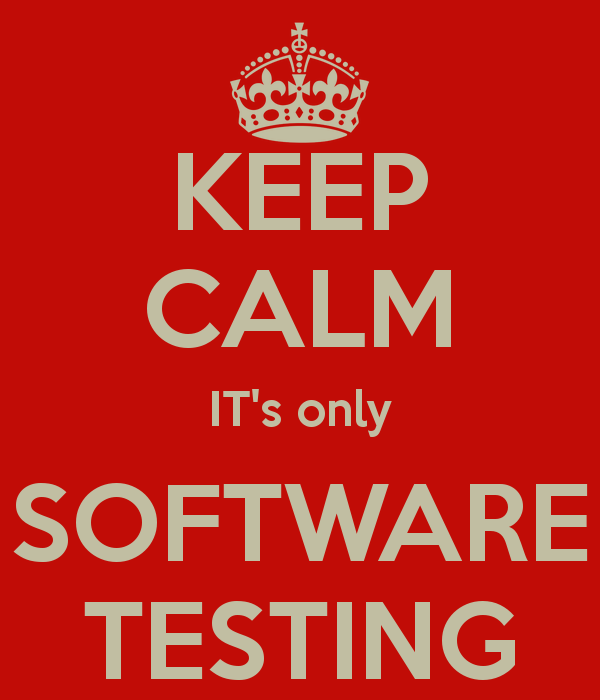 KEEP
CALM
IT's only
SOFTWARE
TESTING